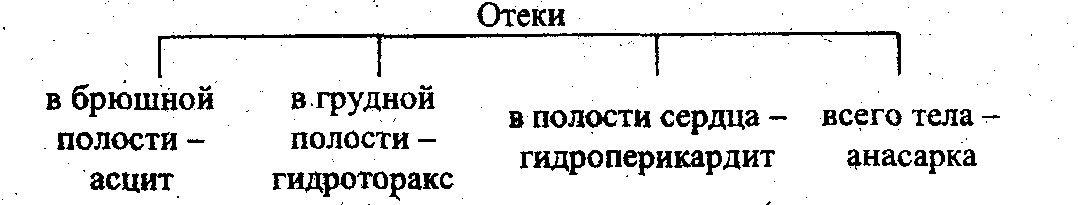 Отеки
в брюшной
полости –
асцит
в грудной
полости –
гидроторакс
в полости сердца –
гидроперикардит
всего тела –
анасарка